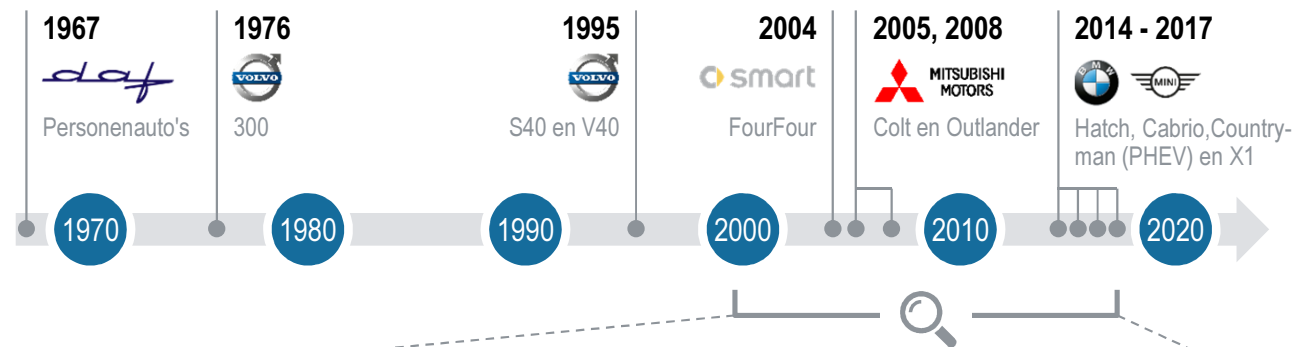 1967
daf
Personenauto's
1976
VOLVO
300
1995
VOLVO
S40 en V40
2004
smart
FourFour
2005, 2008
MITSUBISHI
MOTORS
Colt en Outlander
2014 - 2017
BMW
MINI
Hatch, Cabrio,Country-
man (PHEV) en X1
1970
1980
1990
2000
2010
2020